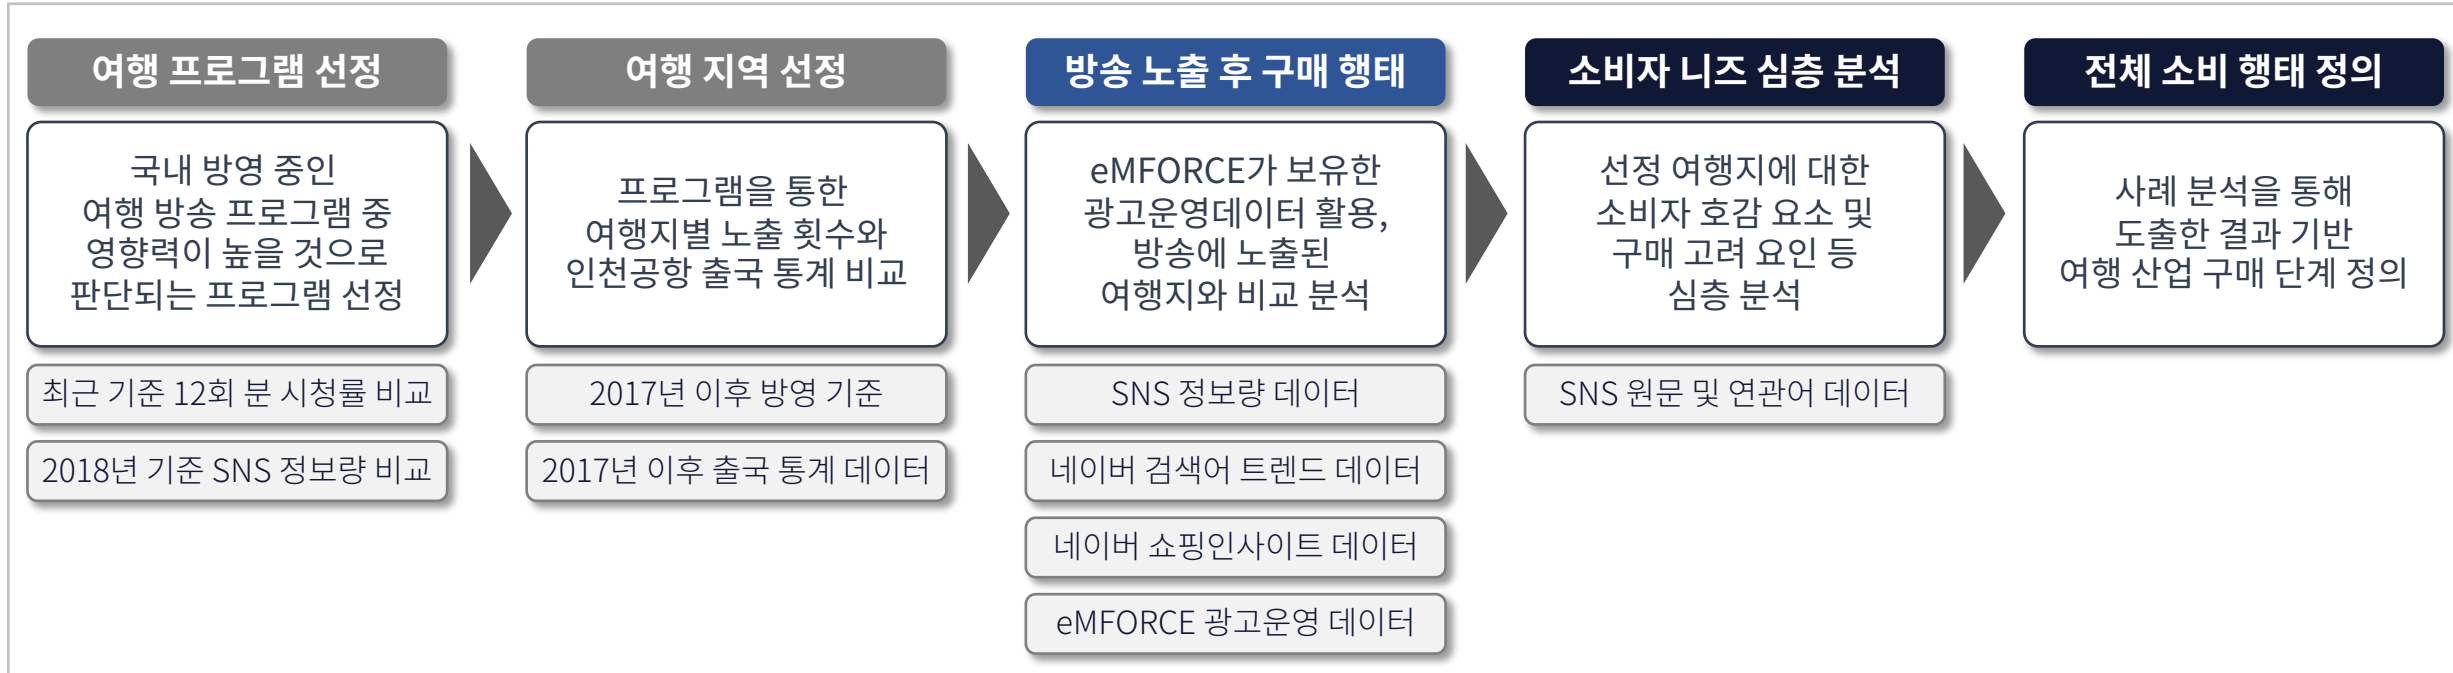 여행 프로그램 선정
국내 방영 중인
여행 방송 프로그램 중
영향력이 높을 것으로
판단되는 프로그램 선정
최근 기준 12회 분 시청률 비교
2018년 기준 SNS 정보량 비교
여행 지역 선정
프로그램을 통한
여행지별 노출 횟수와
인천공항 출국 통계 비교
2017년 이후 방영 기준
2017년 이후 출국 통계 데이터
방송 노출 후 구매 행태
eMFORCE가 보유한
광고운영데이터 활용,
방송에 노출된
여행지와 비교 분석
SNS 정보량 데이터
네이버 검색어 트렌드 데이터
네이버 쇼핑인사이트 데이터
eMFORCE 광고운영 데이터
소비자 니즈 심층 분석
선정 여행지에 대한
소비자 호감 요소 및
구매 고려 요인 등
심층 분석
SNS 원문 및 연관어 데이터
전체 소비 행태 정의
사례 분석을 통해
도출한 결과 기반
여행 산업 구매 단계 정의